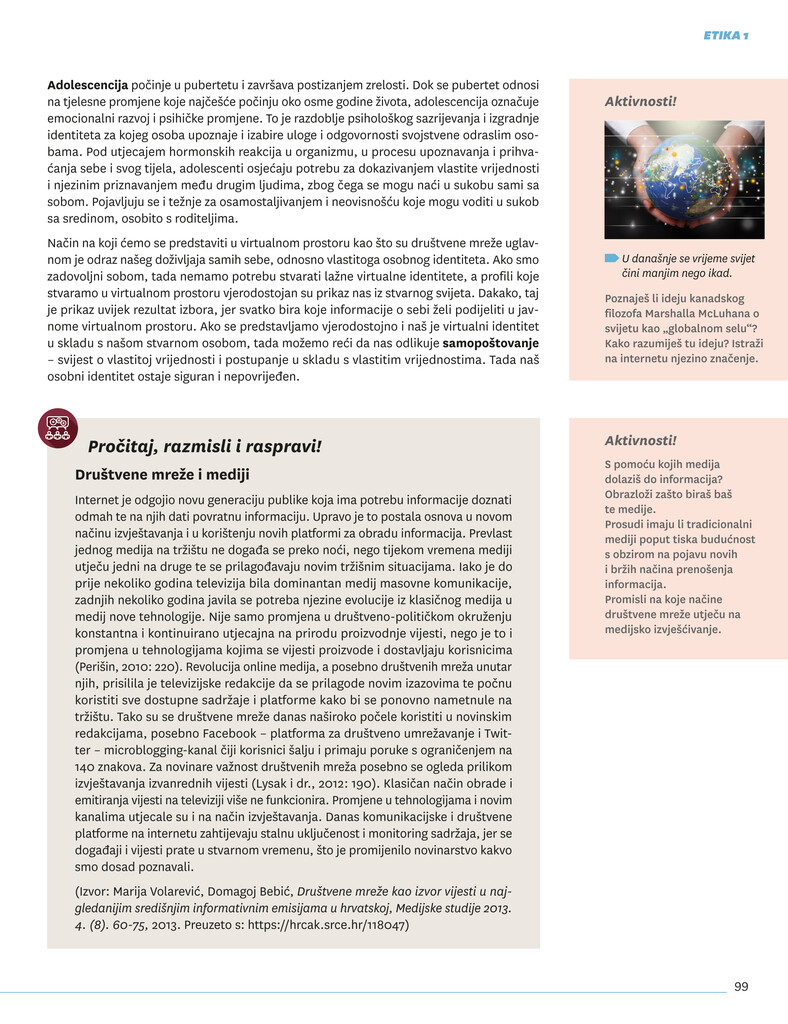 ETIKA 1
Adolescencija počinje u pubertetu i završava postizanjem zrelosti. Dok se pubertet odnosi
na tjelesne promjene koje najčešće počinju oko osme godine života, adolescencija označuje
emocionalni razvoj i psihičke promjene. To je razdoblje psihološkog sazrijevanja i izgradnje
identiteta za kojeg osoba upoznaje i izabire uloge i odgovornosti svojstvene odraslim oso-
bama. Pod utjecajem hormonskih reakcija u organizmu, u procesu upoznavanja i prihva-
ćanja sebe i svog tijela, adolescenti osjećaju potrebu za dokazivanjem vlastite vrijednosti
i njezinim priznavanjem među drugim ljudima, zbog čega se mogu naći u sukobu sami sa
sobom. Pojavljuju se i težnje za osamostaljivanjem i neovisnošću koje mogu voditi u sukob
sa sredinom, osobito s roditeljima.
Način na koji ćemo se predstaviti u virtualnom prostoru kao što su društvene mreže uglav-
nom je odraz našeg doživljaja samih sebe, odnosno vlastitoga osobnog identiteta. Ako smo
zadovoljni sobom, tada nemamo potrebu stvarati lažne virtualne identitete, a profili koje
stvaramo u virtualnom prostoru vjerodostojan su prikaz nas iz stvarnog svijeta. Dakako, taj
je prikaz uvijek rezultat izbora, jer svatko bira koje informacije o sebi želi podijeliti u jav-
nome virtualnom prostoru. Ako se predstavljamo vjerodostojno i naš je virtualni identitet
u skladu s našom stvarnom osobom, tada možemo reći da nas odlikuje samopoštovanje
– svijest o vlastitoj vrijednosti i postupanje u skladu s vlastitim vrijednostima. Tada naš
osobni identitet ostaje siguran i nepovrijeđen.
Aktivnosti!
U današnje se vrijeme svijet
čini manjim nego ikad.
Poznaješ li ideju kanadskog
filozofa Marshalla McLuhana o
svijetu kao „globalnom selu“?
Kako razumiješ tu ideju? Istraži
na internetu njezino značenje.
Pročitaj, razmisli i raspravi!
Društvene mreže i mediji
Internet je odgojio novu generaciju publike koja ima potrebu informacije doznati
odmah te na njih dati povratnu informaciju. Upravo je to postala osnova u novom
načinu izvještavanja i u korištenju novih platformi za obradu informacija. Prevlast
jednog medija na tržištu ne događa se preko noći, nego tijekom vremena mediji
utječu jedni na druge te se prilagođavaju novim tržišnim situacijama. Iako je do
prije nekoliko godina televizija bila dominantan medij masovne komunikacije,
zadnjih nekoliko godina javila se potreba njezine evolucije iz klasičnog medija u
medij nove tehnologije. Nije samo promjena u društveno-političkom okruženju
konstantna i kontinuirano utjecajna na prirodu proizvodnje vijesti, nego je to i
promjena u tehnologijama kojima se vijesti proizvode i dostavljaju korisnicima
(Perišin, 2010: 220). Revolucija online medija, a posebno društvenih mreža unutar
njih, prisilila je televizijske redakcije da se prilagode novim izazovima te počnu
koristiti sve dostupne sadržaje i platforme kako bi se ponovno nametnule na
tržištu. Tako su se društvene mreže danas naširoko počele koristiti u novinskim
redakcijama, posebno Facebook – platforma za društveno umrežavanje i Twit-
ter – microblogging-kanal čiji korisnici šalju i primaju poruke s ograničenjem na
140 znakova. Za novinare važnost društvenih mreža posebno se ogleda prilikom
izvještavanja izvanrednih vijesti (Lysak i dr., 2012: 190). Klasičan način obrade i
emitiranja vijesti na televiziji više ne funkcionira. Promjene u tehnologijama i novim
kanalima utjecale su i na način izvještavanja. Danas komunikacijske i društvene
platforme na internetu zahtijevaju stalnu uključenost i monitoring sadržaja, jer se
događaji i vijesti prate u stvarnom vremenu, što je promijenilo novinarstvo kakvo
smo dosad poznavali.
(Izvor: Marija Volarević, Domagoj Bebić, Društvene mreže kao izvor vijesti u naj-
gledanijim središnjim informativnim emisijama u hrvatskoj, Medijske studije 2013.
4. (8). 60-75, 2013. Preuzeto s: https://hrcak.srce.hr/118047)
Aktivnosti!
S pomoću kojih medija
dolaziš do informacija?
Obrazloži zašto biraš baš
te medije.
Prosudi imaju li tradicionalni
mediji poput tiska budućnost
s obzirom na pojavu novih
i bržih načina prenošenja
informacija.
Promisli na koje načine
društvene mreže utječu na
medijsko izvješćivanje.
99